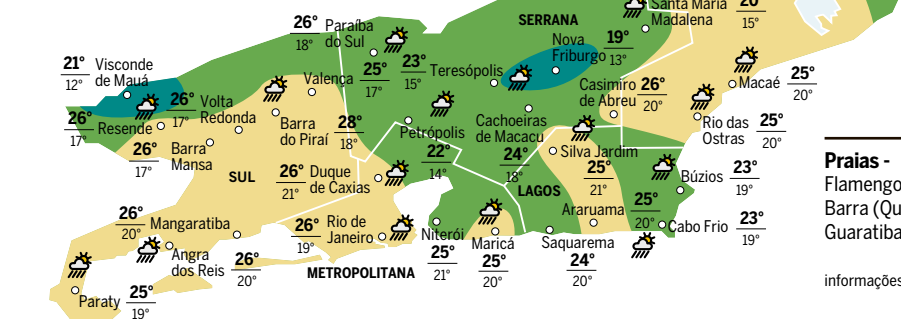 Santa Maria
Madalena
20°
15°
SERRANA
26°
18°
Paraíba
do Sul
Nova
Friburgo
19°
13°
21°
12°
Visconde
de Mauá
Valença
25°
17°
23°
15°
Teresópolis
Casimiro
de Abreu
26°
20°
Macaé
25°
20°
26°
17°
Volta
Redonda
26°
17°
Resende
Barra
do Piraí
28°
18°
Petrópolis
22°
14°
Cachoeiras
de Macacu
24°
18°
Rio das
Ostras
25°
20°
26°
17°
Barra
Mansa
Silva Jardim
25°
21°
Praias -
Flamengo
Barra (Qu
Guaratiba
SUL
26°
21°
Duque
de Caxias
LAGOS
Búzios
23°
19°
26°
20°
Mangaratiba
26°
19°
Rio de
Janeiro
Araruama
25°
20°
Cabo Frio
23°
19°
Niterói
25°
21°
Maricá
25°
20°
Saquarema
24°
20°
Angra
dos Reis
26°
20°
METROPOLITANA
Paraty
25°
19°
informações